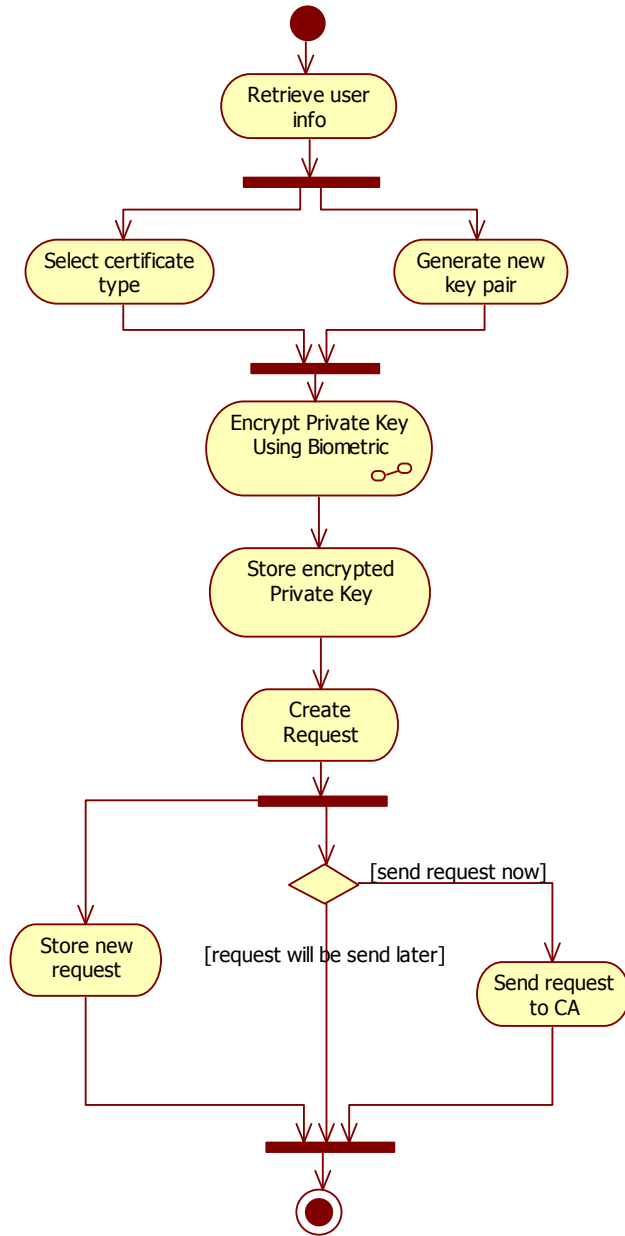 Retrieve user
info
Select certificate
type
Generate new
key pair
Encrypt Private Key
Using Biometric
Store encrypted
Private Key
Create
Request
[send request now]
Store new
request
[request will be send later]
Send request
to CA